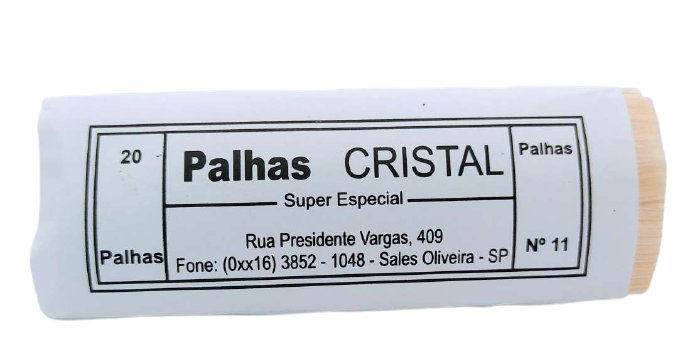 20
Palhas
Palhas CRISTAL
Super Especial
Rua Presidente Vargas, 409
Fone: (0xx16) 3852 - 1048 - Sales Oliveira - SP
Palhas
Nº 11